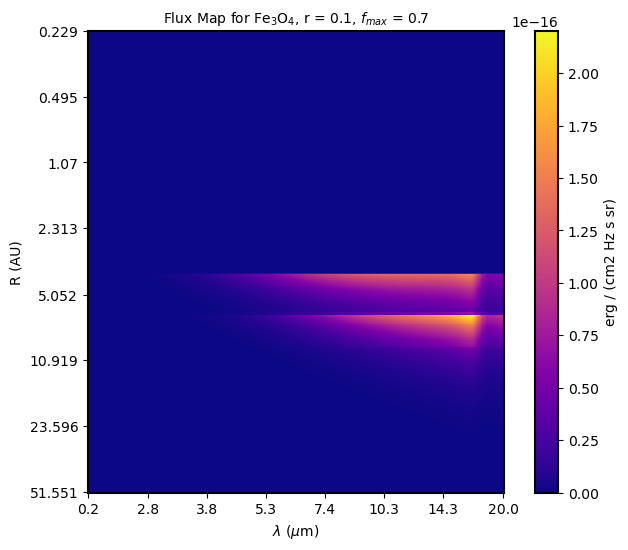 Flux Map for Fe₃O₄, r = 0.1, f_max = 0.7
1e−16
0.229
0.495
1.07
2.313
5.052
10.919
23.596
51.551
R (AU)
0.2 2.8 3.8 5.3 7.4 10.3 14.3 20.0
λ (μm)
2.00
1.75
1.50
1.25
1.00
0.75
0.50
0.25
0.00
erg / (cm2 Hz s sr)